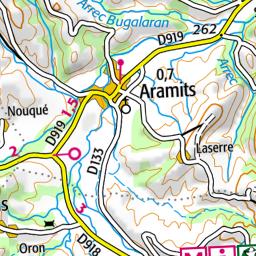 Arrec Bugalaran
D919
262
0,7
Aramits
Arrec
Nouqué
1,5
D919
Laserre
D133
2
3
s
D918
Oron
M
i